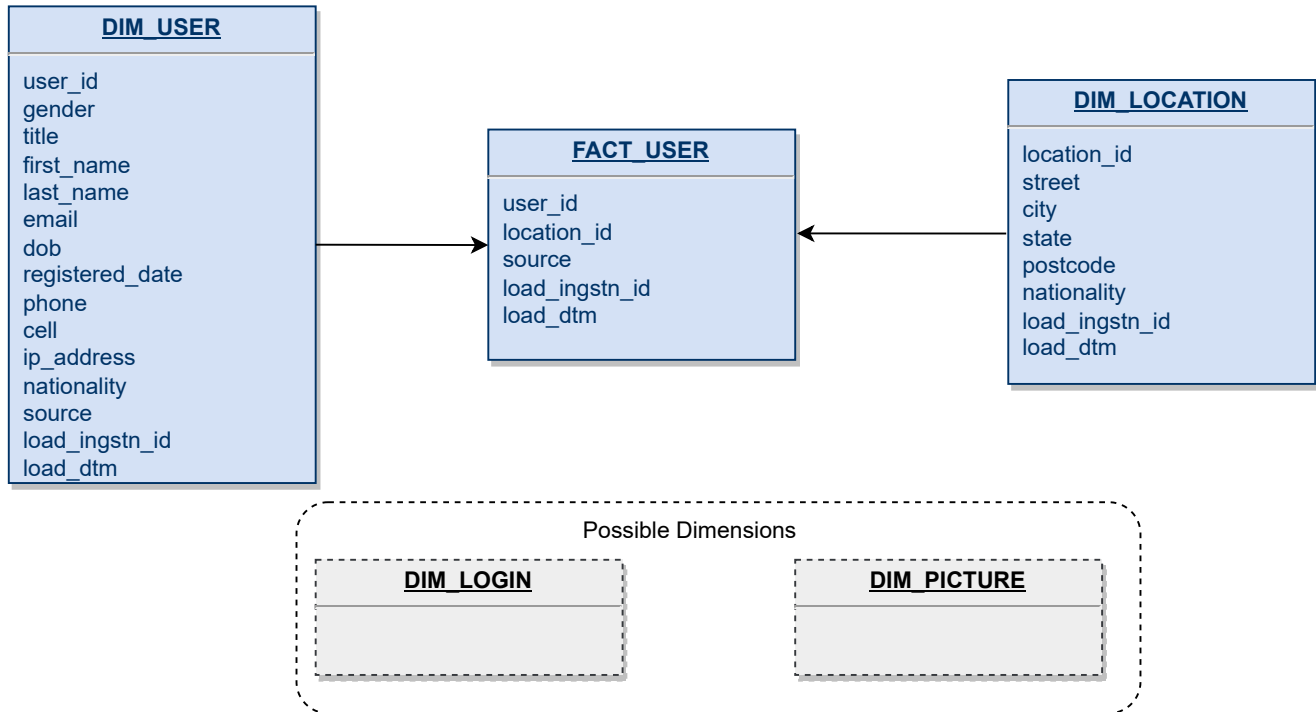 DIM_USER
user_id
gender
title
first_name
last_name
email
dob
registered_date
phone
cell
ip_address
nationality
source
load_ingstn_id
load_dtm
FACT_USER
user_id
location_id
source
load_ingstn_id
load_dtm
DIM_LOCATION
location_id
street
city
state
postcode
nationality
load_ingstn_id
load_dtm
Possible Dimensions
DIM_LOGIN
DIM_PICTURE